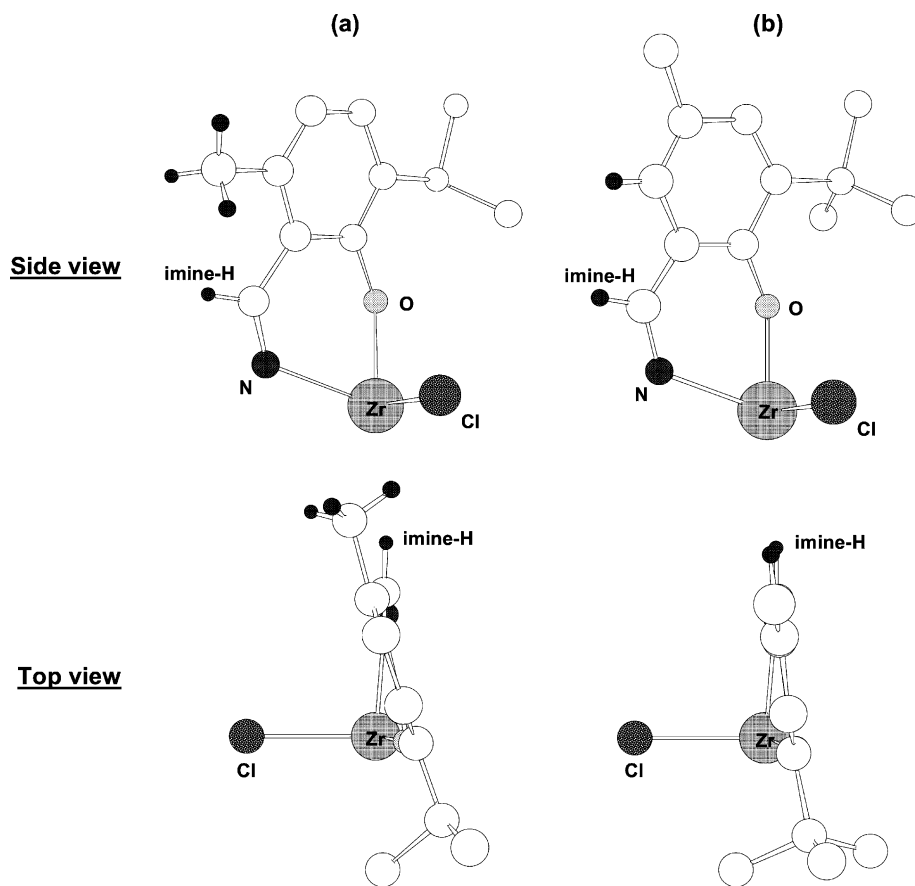 (a) (b)
Side view
imine-H imine-H
O O
N N
Zr Zr
Cl Cl
imine-H imine-H
Top view
Zr Zr
Cl Cl